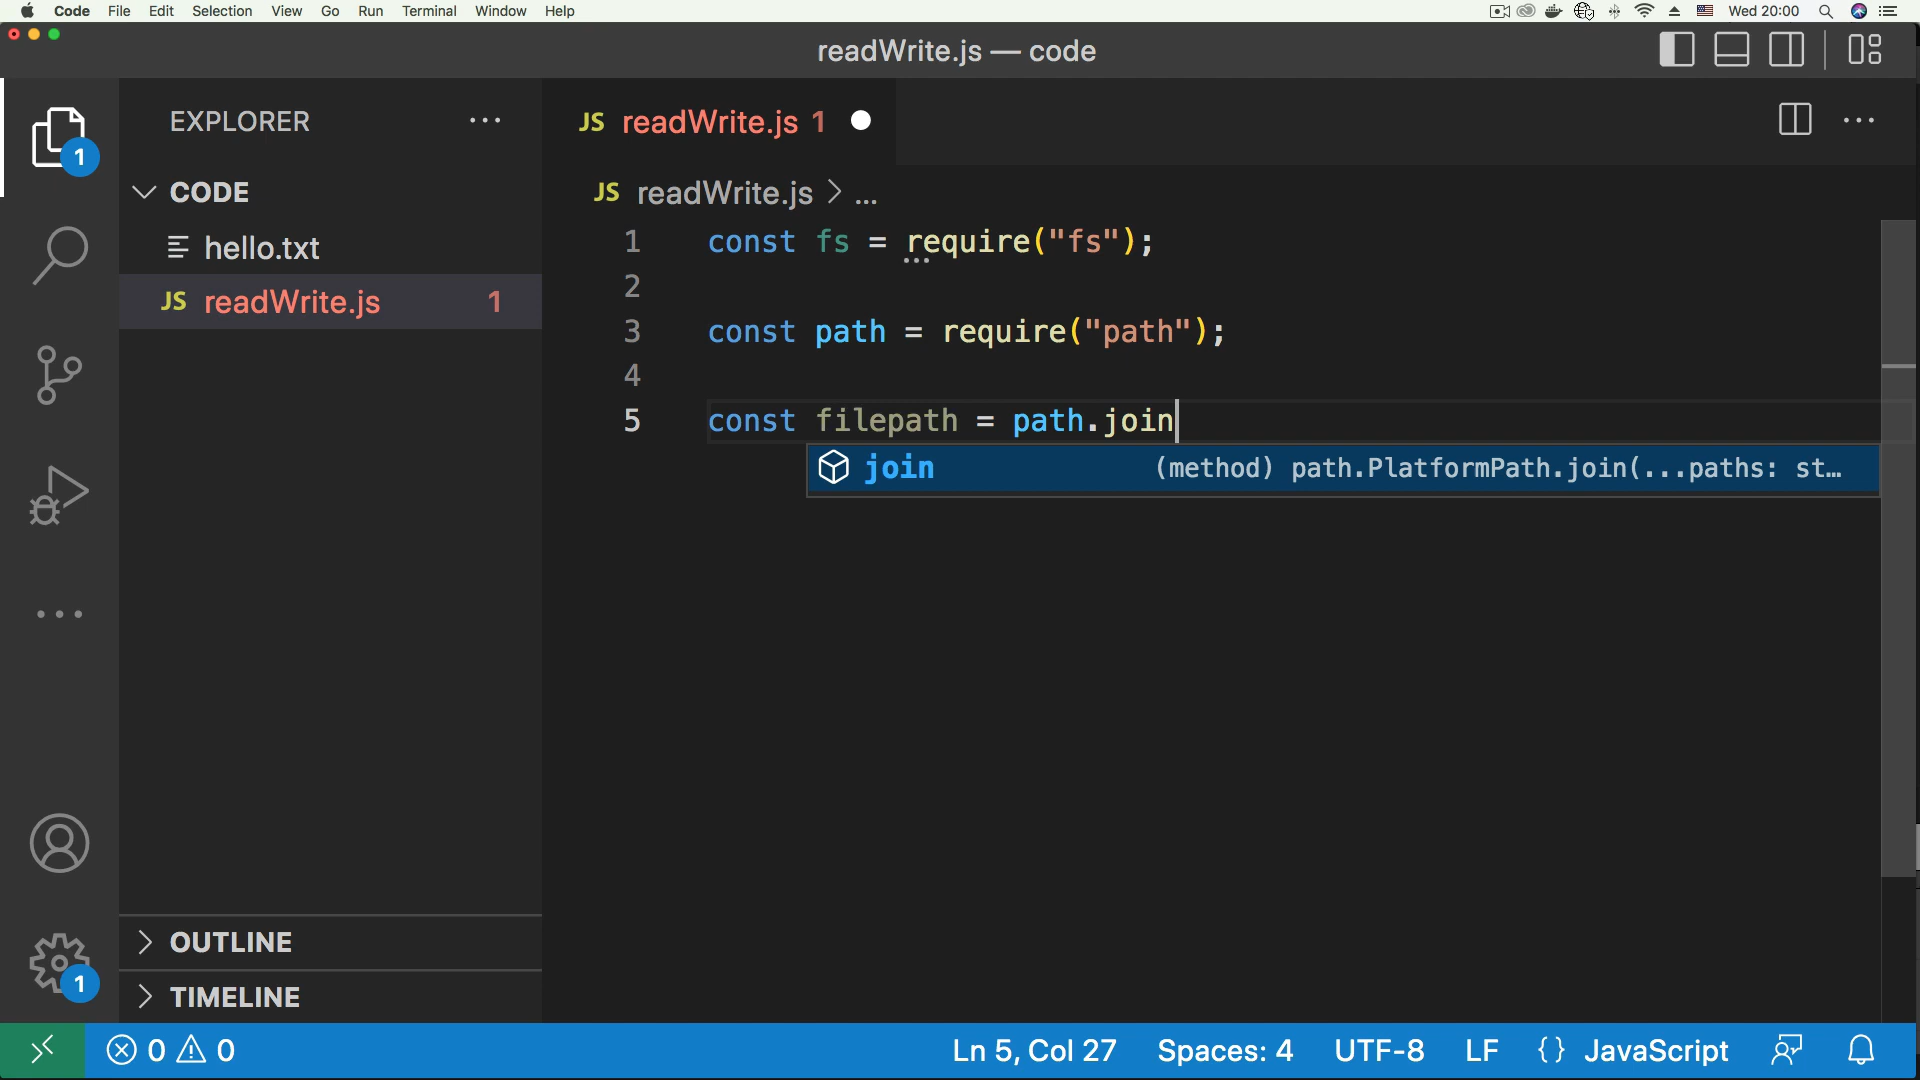 Code File Edit Selection View Go Run Terminal Window Help Wed 20:00
readWrite.js — code
EXPLORER
1
CODE
hello.txt
JS readWrite.js 1
JS readWrite.js 1
JS readWrite.js > ...
1 const fs = require("fs");
2
3 const path = require("path");
4
5 const filepath = path.join
join (method) path.PlatformPath.join(...paths: st…
OUTLINE
1
TIMELINE
0 0 Ln 5, Col 27 Spaces: 4 UTF-8 LF {} JavaScript